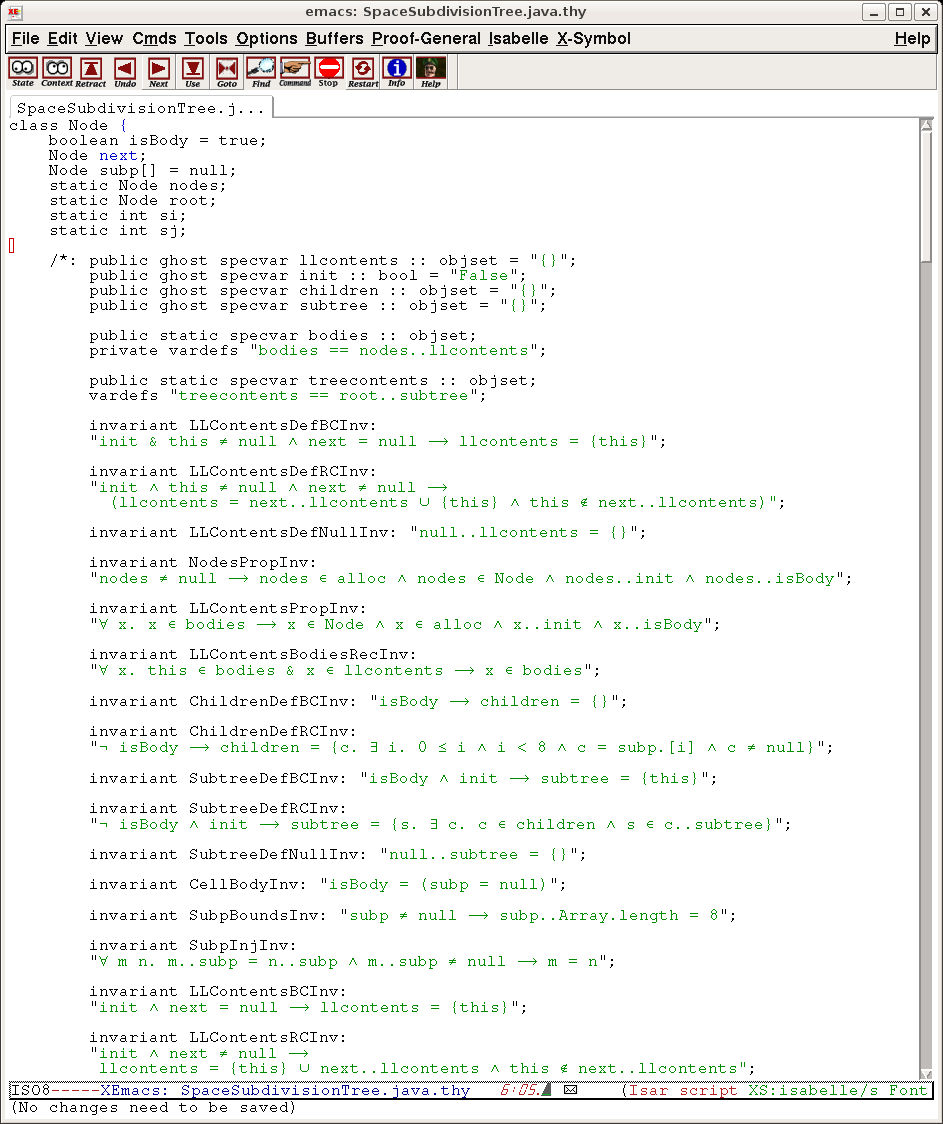 emacs: SpaceSubdivisionTree.java.thy
File Edit View Cmds Tools Options Buffers Proof-General Isabelle X-Symbol Help
State Context Retract Undo Next Use Goto Find Command Stop Restart Info Help
SpaceSubdivisionTree.j...
class Node {
    boolean isBody = true;
    Node next;
    Node subp[] = null;
    static Node nodes;
    static Node root;
    static int si;
    static int sj;
    /*: public ghost specvar llcontents :: objset = "{}";
        public ghost specvar init :: bool = "False";
        public ghost specvar children :: objset = "{}";
        public ghost specvar subtree :: objset = "{}";
        public static specvar bodies :: objset;
        private vardefs "bodies == nodes..llcontents";
        public static specvar treecontents :: objset;
        vardefs "treecontents == root..subtree";
        invariant LLContentsDefBCInv:
        "init & this ≠ null ∧ next = null ⟶ llcontents = {this}";
        invariant LLContentsDefRCInv:
        "init ∧ this ≠ null ∧ next ≠ null ⟶
          (llcontents = next..llcontents ∪ {this} ∧ this ∉ next..llcontents)";
        invariant LLContentsDefNullInv: "null..llcontents = {}";
        invariant NodesPropInv:
        "nodes ≠ null ⟶ nodes ∈ alloc ∧ nodes ∈ Node ∧ nodes..init ∧ nodes..isBody";
        invariant LLContentsPropInv:
        "∀ x. x ∈ bodies ⟶ x ∈ Node ∧ x ∈ alloc ∧ x..init ∧ x..isBody";
        invariant LLContentsBodiesRecInv:
        "∀ x. this ∈ bodies & x ∈ llcontents ⟶ x ∈ bodies";
        invariant ChildrenDefBCInv: "isBody ⟶ children = {}";
        invariant ChildrenDefRCInv:
        "¬ isBody ⟶ children = {c. ∃ i. 0 ≤ i ∧ i < 8 ∧ c = subp.[i] ∧ c ≠ null}";
        invariant SubtreeDefBCInv: "isBody ∧ init ⟶ subtree = {this}";
        invariant SubtreeDefRCInv:
        "¬ isBody ∧ init ⟶ subtree = {s. ∃ c. c ∈ children ∧ s ∈ c..subtree}";
        invariant SubtreeDefNullInv: "null..subtree = {}";
        invariant CellBodyInv: "isBody = (subp = null)";
        invariant SubpBoundsInv: "subp ≠ null ⟶ subp..Array.length = 8";
        invariant SubpInjInv:
        "∀ m n. m..subp = n..subp ∧ m..subp ≠ null ⟶ m = n";
        invariant LLContentsBCInv:
        "init ∧ next = null ⟶ llcontents = {this}";
        invariant LLContentsRCInv:
        "init ∧ next ≠ null ⟶
         llcontents = {this} ∪ next..llcontents ∧ this ∉ next..llcontents";
ISO8-----XEmacs: SpaceSubdivisionTree.java.thy 6:05 (Isar script XS:isabelle/s Font
(No changes need to be saved)